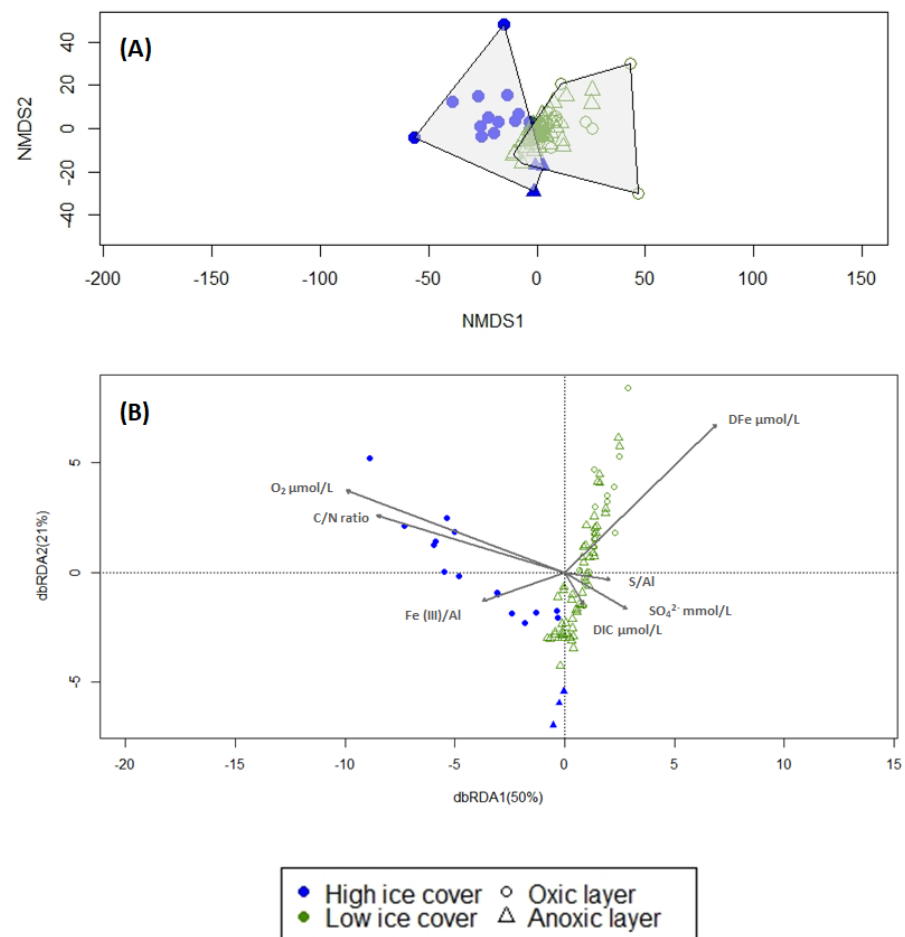 (A)
40
20
0
-20
-40
NMDS2
-200
-150
-100
-50
0
50
100
150
NMDS1
(B)
DFe µmol/L
O₂ µmol/L
C/N ratio
S/Al
Fe (III)/Al
SO₄²⁻ mmol/L
DIC µmol/L
5
0
-5
dbRDA2(21%)
-20
-15
-10
-5
0
5
10
15
dbRDA1(50%)
High ice cover Oxic layer
Low ice cover Anoxic layer